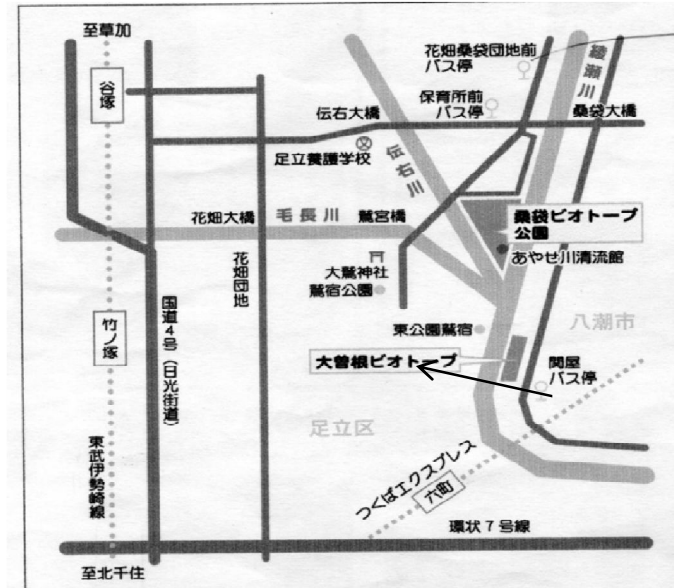 至草加
谷塚
花畑桑袋団地前
バス停
綾瀬川
保育所前
バス停
伝右大橋
桑袋大橋
足立養護学校
伝右川
花畑大橋
毛長川
鷲宮橋
桑袋ビオトープ
公園
あやせ川清流館
大鷲神社
鷲宿公園
花畑団地
国道4号(日光街道)
竹ノ塚
東公園鷲宿
八潮市
大曽根ビオトープ
関屋
バス停
足立区
つくばエクスプレス
六町
東武伊勢崎線
環状7号線
至北千住